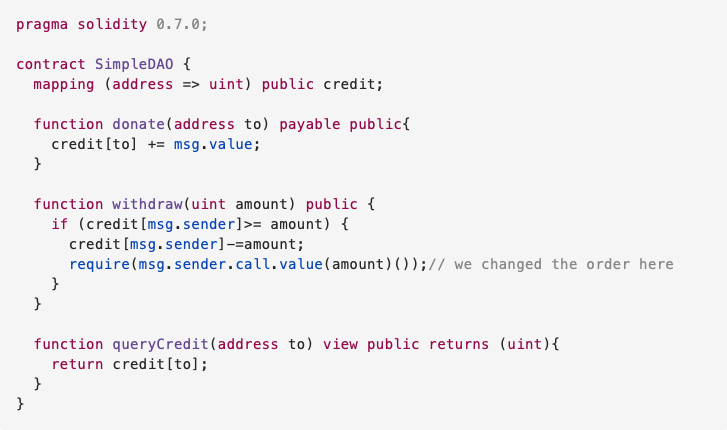 pragma solidity 0.7.0;

contract SimpleDAO {
  mapping (address => uint) public credit;

  function donate(address to) payable public{
    credit[to] += msg.value;
  }

  function withdraw(uint amount) public {
    if (credit[msg.sender]>= amount) {
      credit[msg.sender]-=amount;
      require(msg.sender.call.value(amount)());// we changed the order here
    }
  }

  function queryCredit(address to) view public returns (uint){
    return credit[to];
  }
}